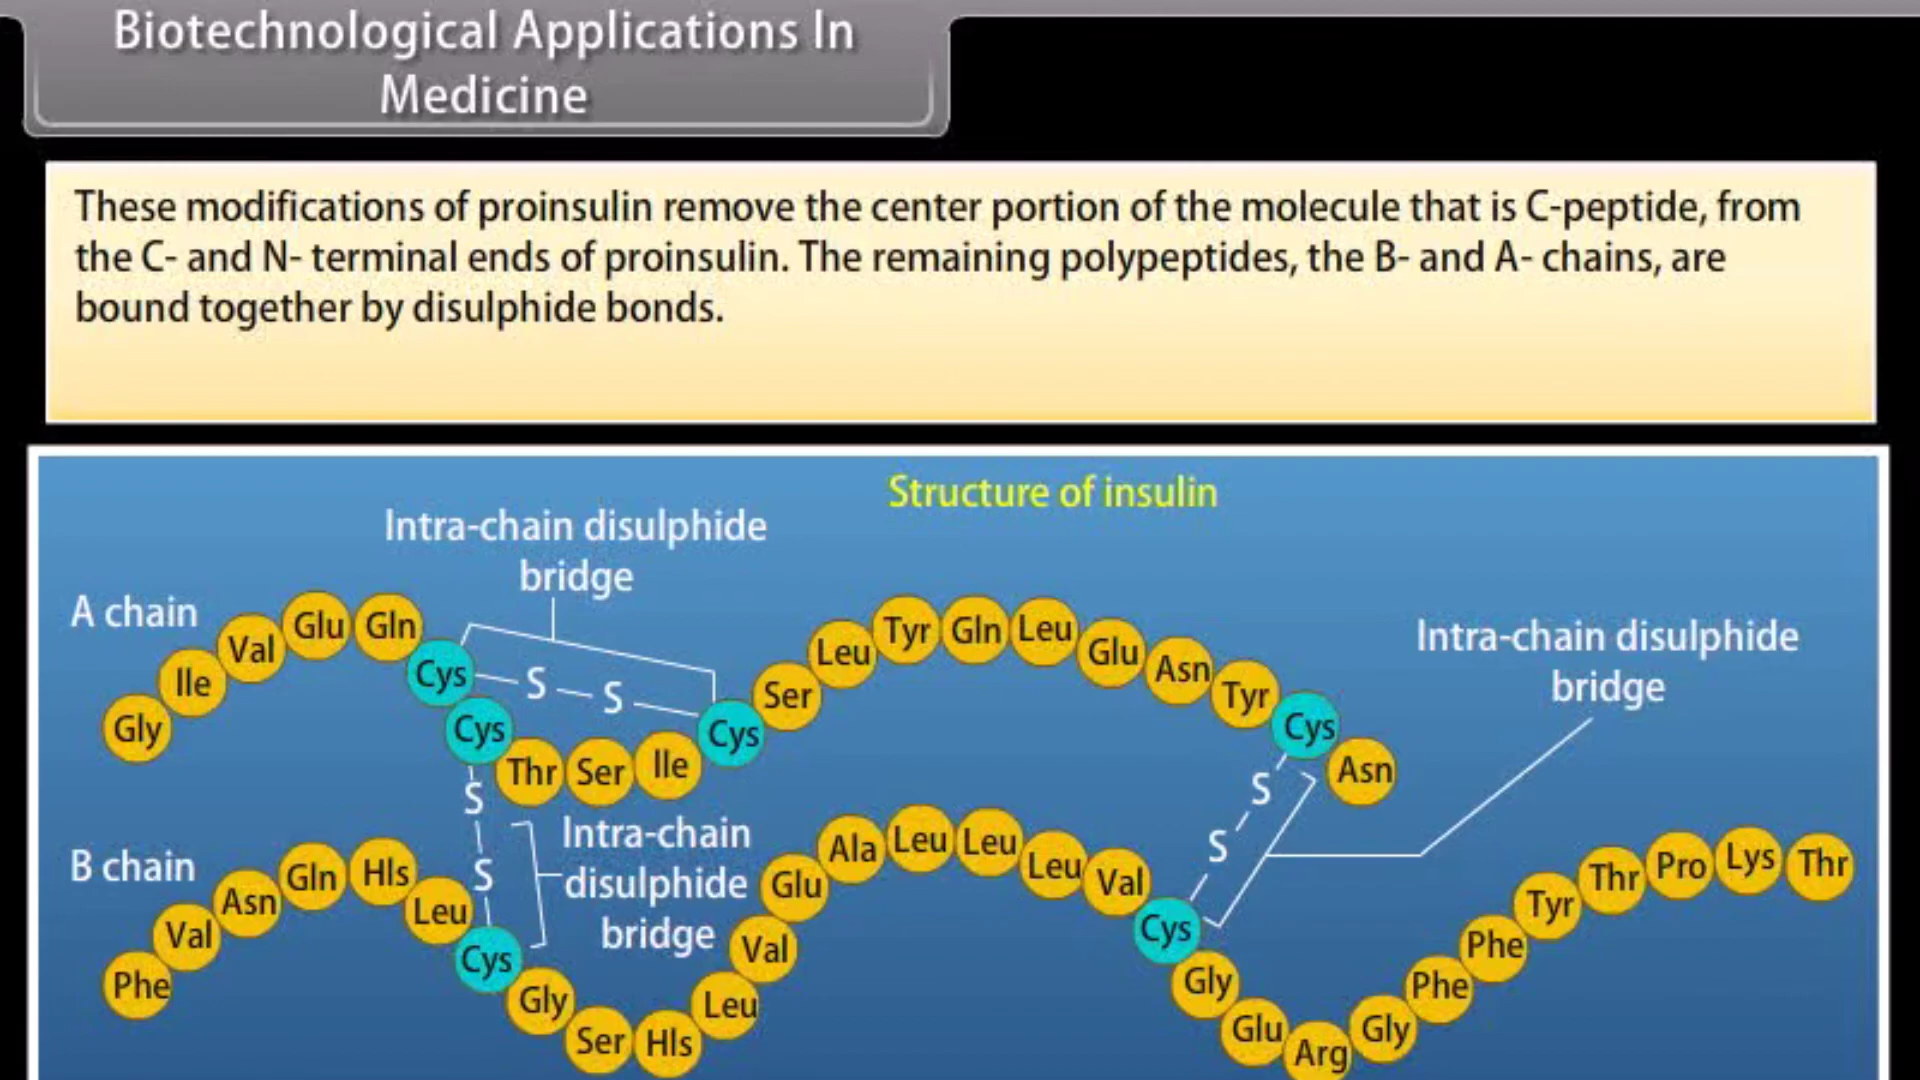 Biotechnological Applications In
Medicine
These modifications of proinsulin remove the center portion of the molecule that is C-peptide, from
the C- and N- terminal ends of proinsulin. The remaining polypeptides, the B- and A- chains, are
bound together by disulphide bonds.
Structure of insulin
Intra-chain disulphide
bridge
A chain
Gly Ile Val Glu Gln Cys Cys Thr Ser Ile Cys Ser Leu Tyr Gln Leu Glu Asn Tyr Cys Asn
S S
Intra-chain disulphide
bridge
S
S
Intra-chain
disulphide
bridge
S
S
B chain
Phe Val Asn Gln Hls Leu Cys Gly Ser Hls Leu Val Glu Ala Leu Leu Leu Val Cys Gly Glu Arg Gly Phe Phe Tyr Thr Pro Lys Thr